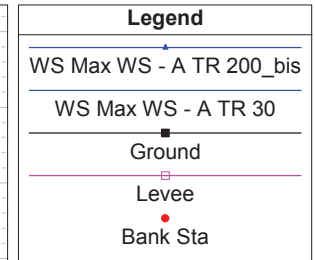 Legend
WS Max WS - A TR 200_bis
WS Max WS - A TR 30
Ground
Levee
Bank Sta